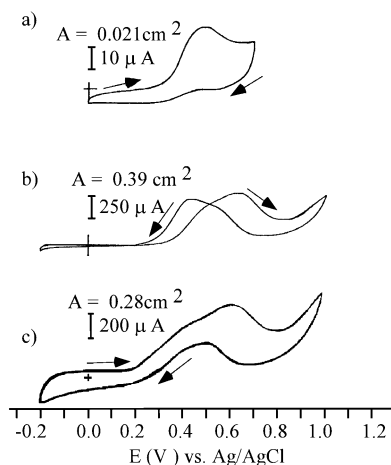 a)
A = 0.021cm 2
10 μ A
b)
A = 0.39 cm 2
250 μ A
A = 0.28cm 2
200 μ A
c)
-0.2 0.0 0.2 0.4 0.6 0.8 1.0 1.2
E (V ) vs. Ag/AgCl